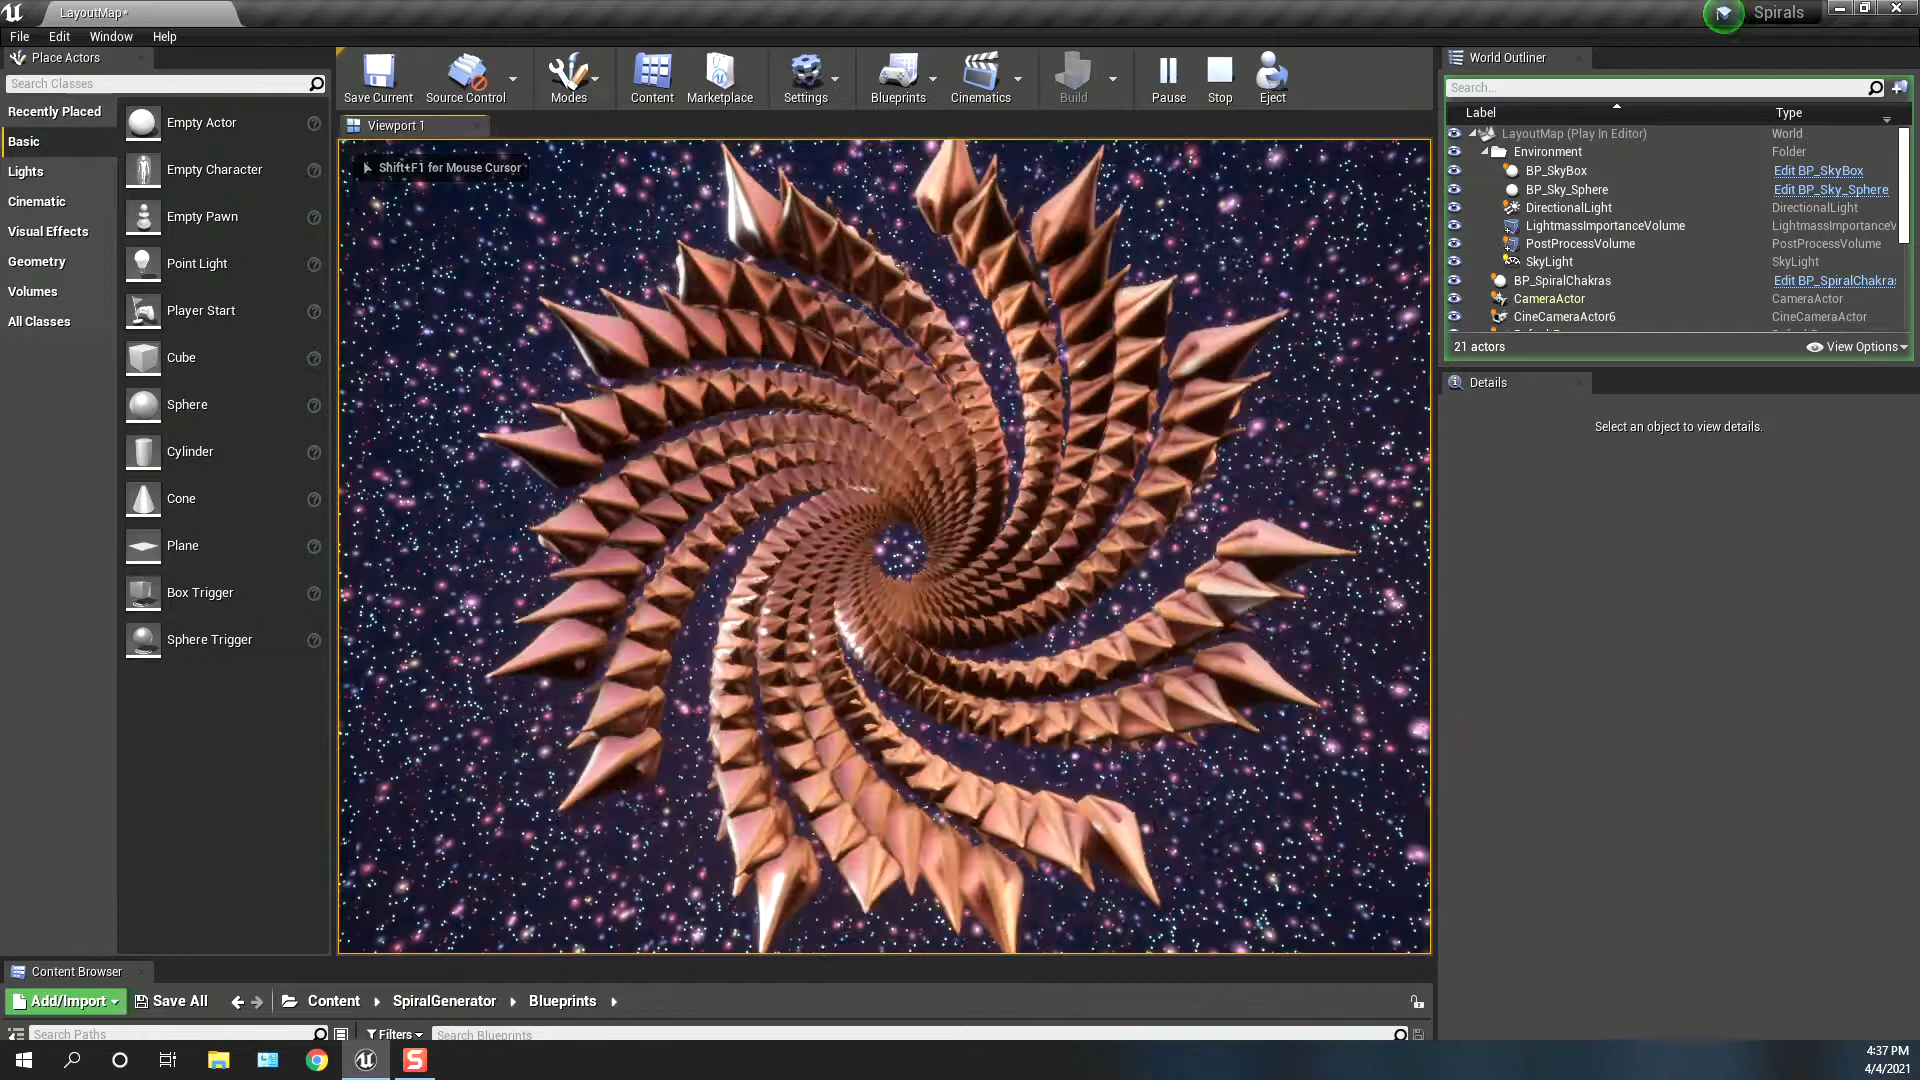 LayoutMap*
Spirals
File Edit Window Help
Place Actors
Search Classes
Recently Placed
Basic
Lights
Cinematic
Visual Effects
Geometry
Volumes
All Classes
Empty Actor
Empty Character
Empty Pawn
Point Light
Player Start
Cube
Sphere
Cylinder
Cone
Plane
Box Trigger
Sphere Trigger
Save Current
Source Control
Modes
Content
Marketplace
Settings
Blueprints
Cinematics
Build
Pause
Stop
Eject
Viewport 1
Shift+F1 for Mouse Cursor
World Outliner
Search...
Label Type
LayoutMap (Play In Editor) World
Environment Folder
BP_SkyBox Edit BP_SkyBox
BP_Sky_Sphere Edit BP_Sky_Sphere
DirectionalLight DirectionalLight
LightmassImportanceVolume LightmassImportanceV
PostProcessVolume PostProcessVolume
SkyLight SkyLight
BP_SpiralChakras Edit BP_SpiralChakras
CameraActor CameraActor
CineCameraActor6 CineCameraActor
21 actors View Options
Details
Select an object to view details.
Content Browser
Add/Import Save All Content SpiralGenerator Blueprints
Search Paths Filters Search Blueprints
4:37 PM
4/4/2021